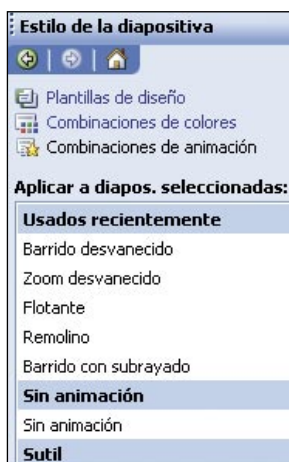 Estilo de la diapositiva
Plantillas de diseño
Combinaciones de colores
Combinaciones de animación
Aplicar a diapos. seleccionadas:
Usados recientemente
Barrido desvanecido
Zoom desvanecido
Flotante
Remolino
Barrido con subrayado
Sin animación
Sin animación
Sutil